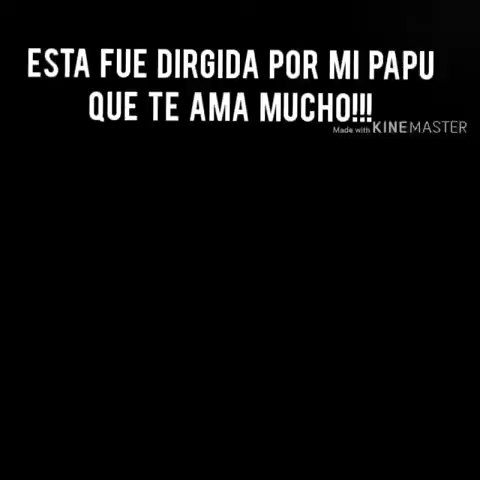 ESTA FUE DIRGIDA POR MI PAPU
QUE TE AMA MUCHO!!!
Made with KINEMASTER